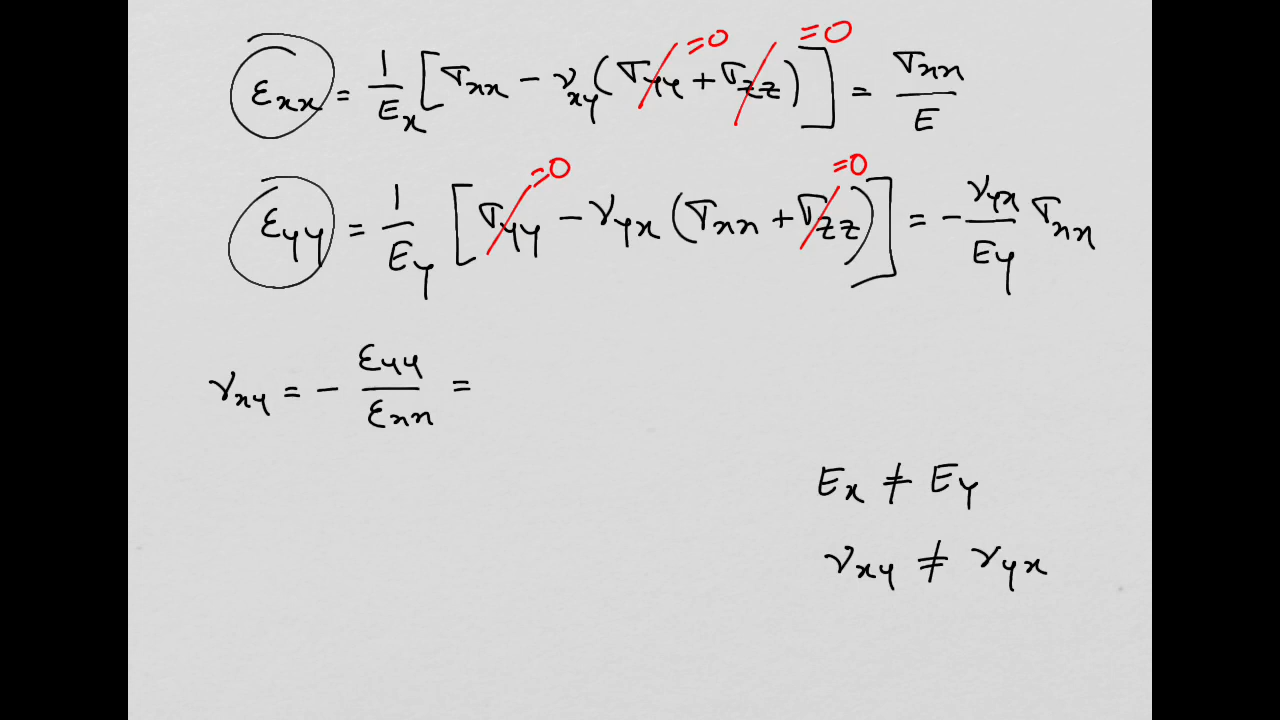 =0 =0
εxx = 1/Ex [σxx - νxy (σyy + σzz)] = σxx/E
=0 =0
εyy = 1/Ey [σyy - νyx (σxx + σzz)] = - νyx/Ey σxx
νxy = - εyy/εxx =
Ex ≠ Ey
νxy ≠ νyx